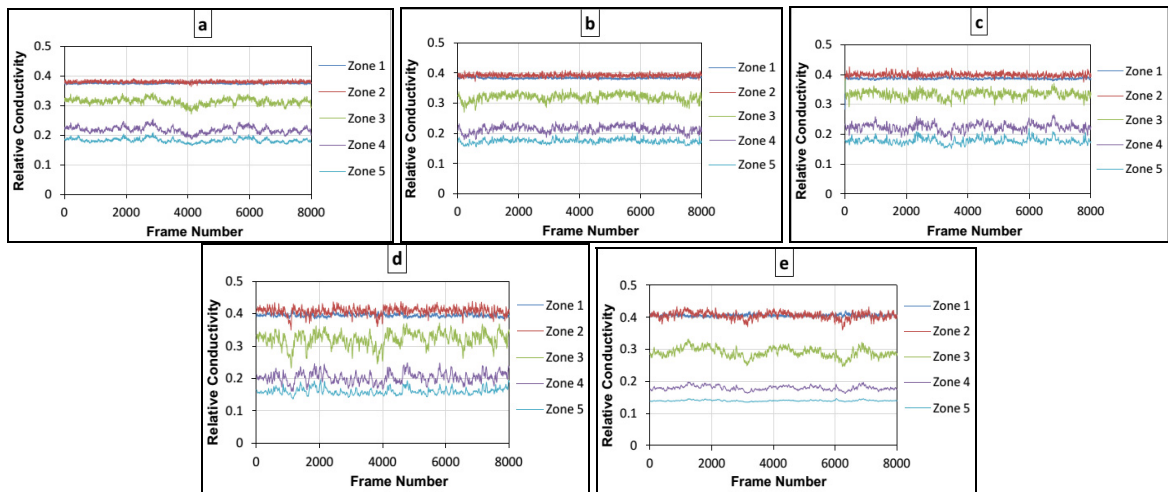 a
Relative Conductivity
0.5
0.4
0.3
0.2
0.1
0
0 2000 4000 6000 8000
Frame Number
Zone 1
Zone 2
Zone 3
Zone 4
Zone 5
b
Relative Conductivity
0.5
0.4
0.3
0.2
0.1
0
0 2000 4000 6000 8000
Frame Number
Zone 1
Zone 2
Zone 3
Zone 4
Zone 5
c
Relative Conductivity
0.5
0.4
0.3
0.2
0.1
0
0 2000 4000 6000 8000
Frame Number
Zone 1
Zone 2
Zone 3
Zone 4
Zone 5
d
Relative Conductivity
0.5
0.4
0.3
0.2
0.1
0
0 2000 4000 6000 8000
Frame Number
Zone 1
Zone 2
Zone 3
Zone 4
Zone 5
e
Relative Conductivity
0.5
0.4
0.3
0.2
0.1
0
0 2000 4000 6000 8000
Frame Number
Zone 1
Zone 2
Zone 3
Zone 4
Zone 5